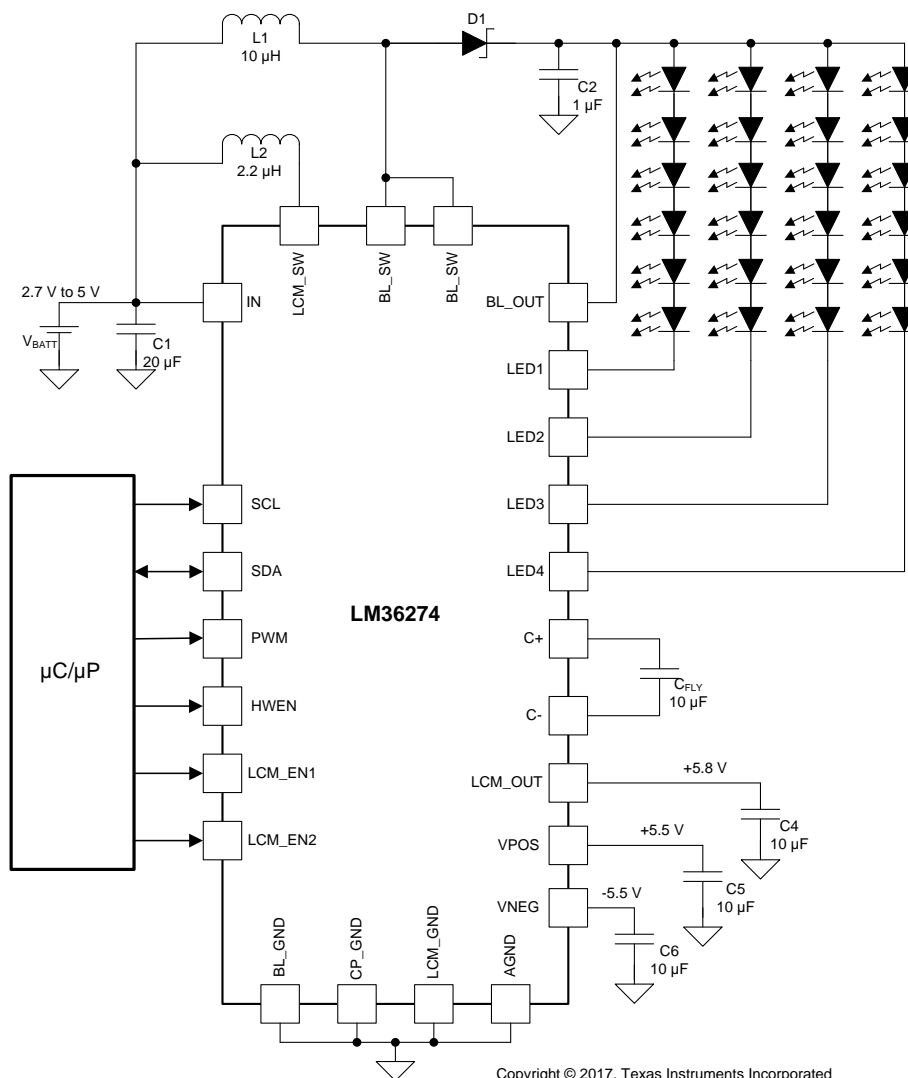 D1
L1
10 µH
C2
1 µF
L2
2.2 µH
LCM_SW
BL_SW
BL_SW
2.7 V to 5 V
IN
BL_OUT
VBATT
C1
20 µF
LED1
LED2
SCL
LED3
SDA
LED4
LM36274
PWM
C+
µC/µP
CFLY
10 µF
HWEN
C-
LCM_EN1
LCM_OUT
+5.8 V
C4
10 µF
LCM_EN2
VPOS
+5.5 V
C5
10 µF
VNEG
-5.5 V
C6
10 µF
BL_GND
CP_GND
LCM_GND
AGND
Copyright © 2017, Texas Instruments Incorporated